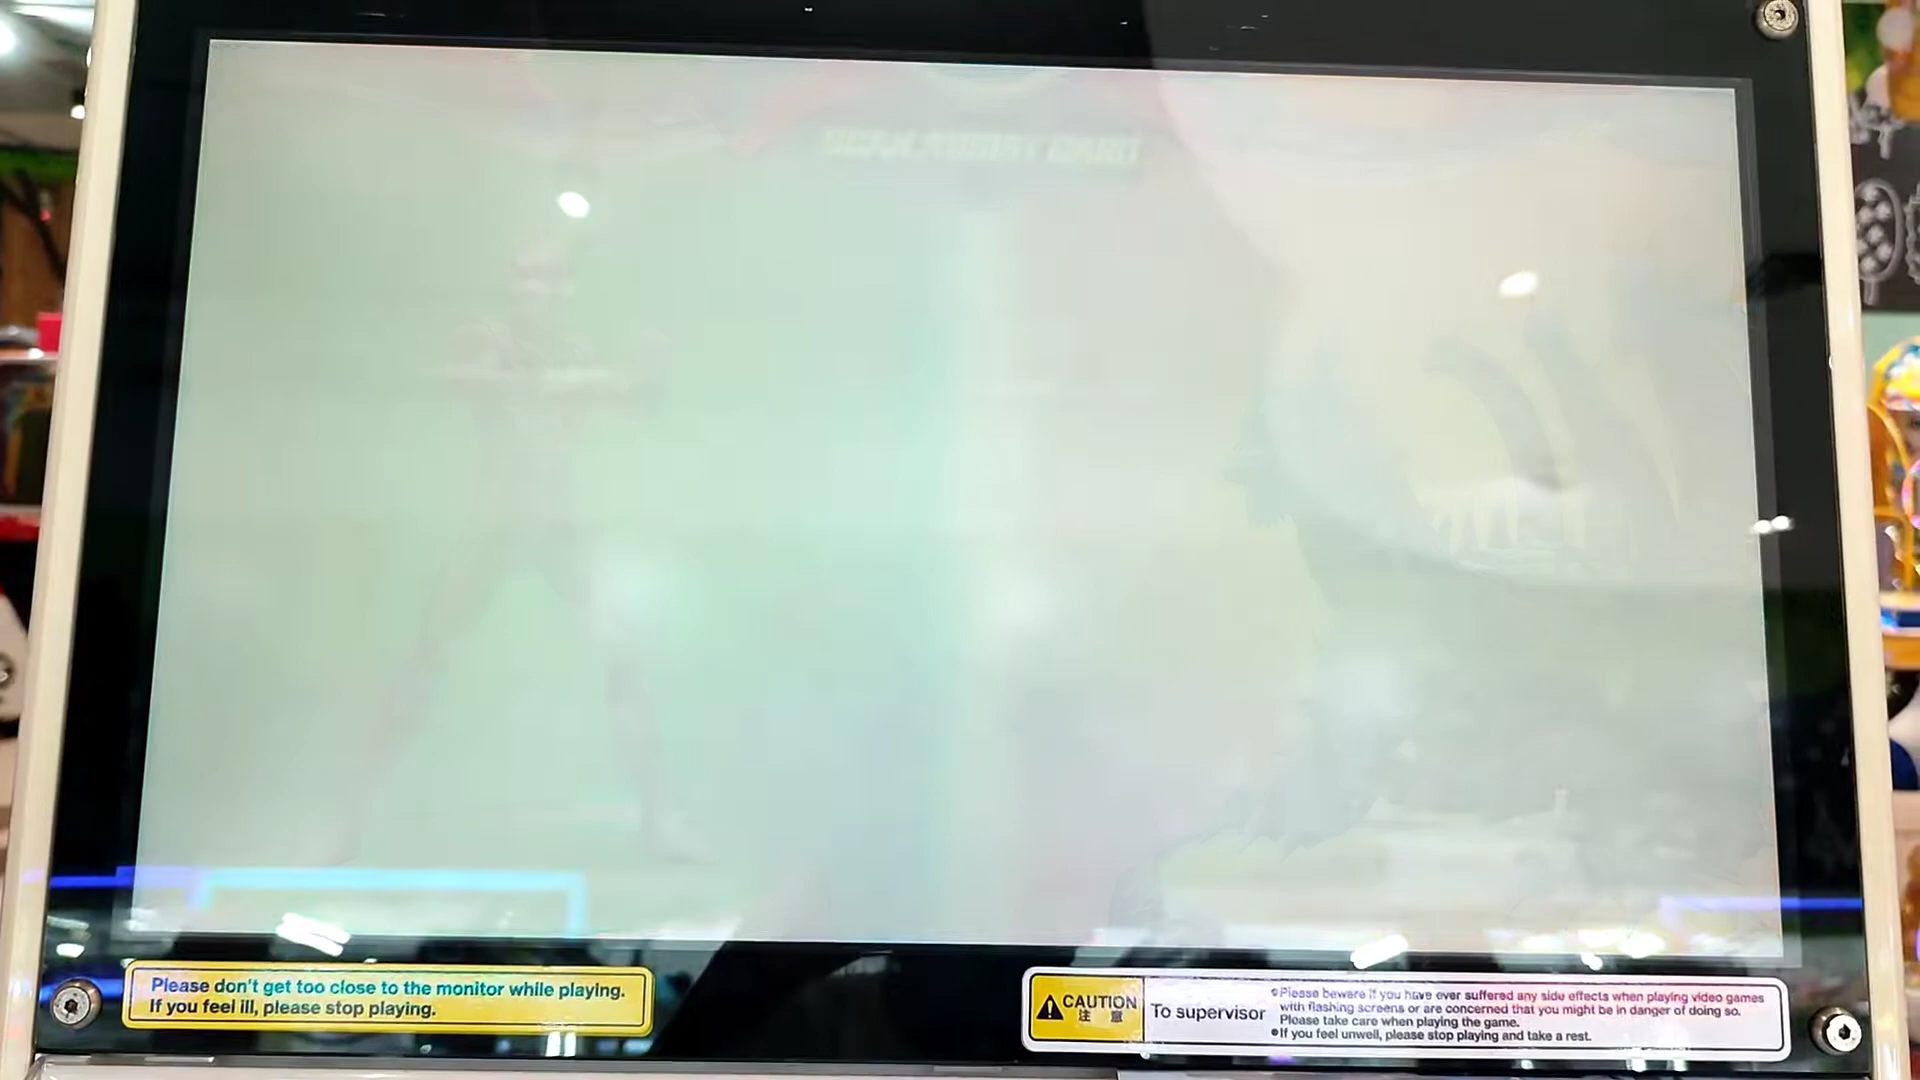 Please don't get too close to the monitor while playing.
If you feel ill, please stop playing.
CAUTION
注 意
To supervisor
●Please beware if you have ever suffered any side effects when playing video games
with flashing screens or are concerned that you might be in danger of doing so.
Please take care when playing the game.
●If you feel unwell, please stop playing and take a rest.